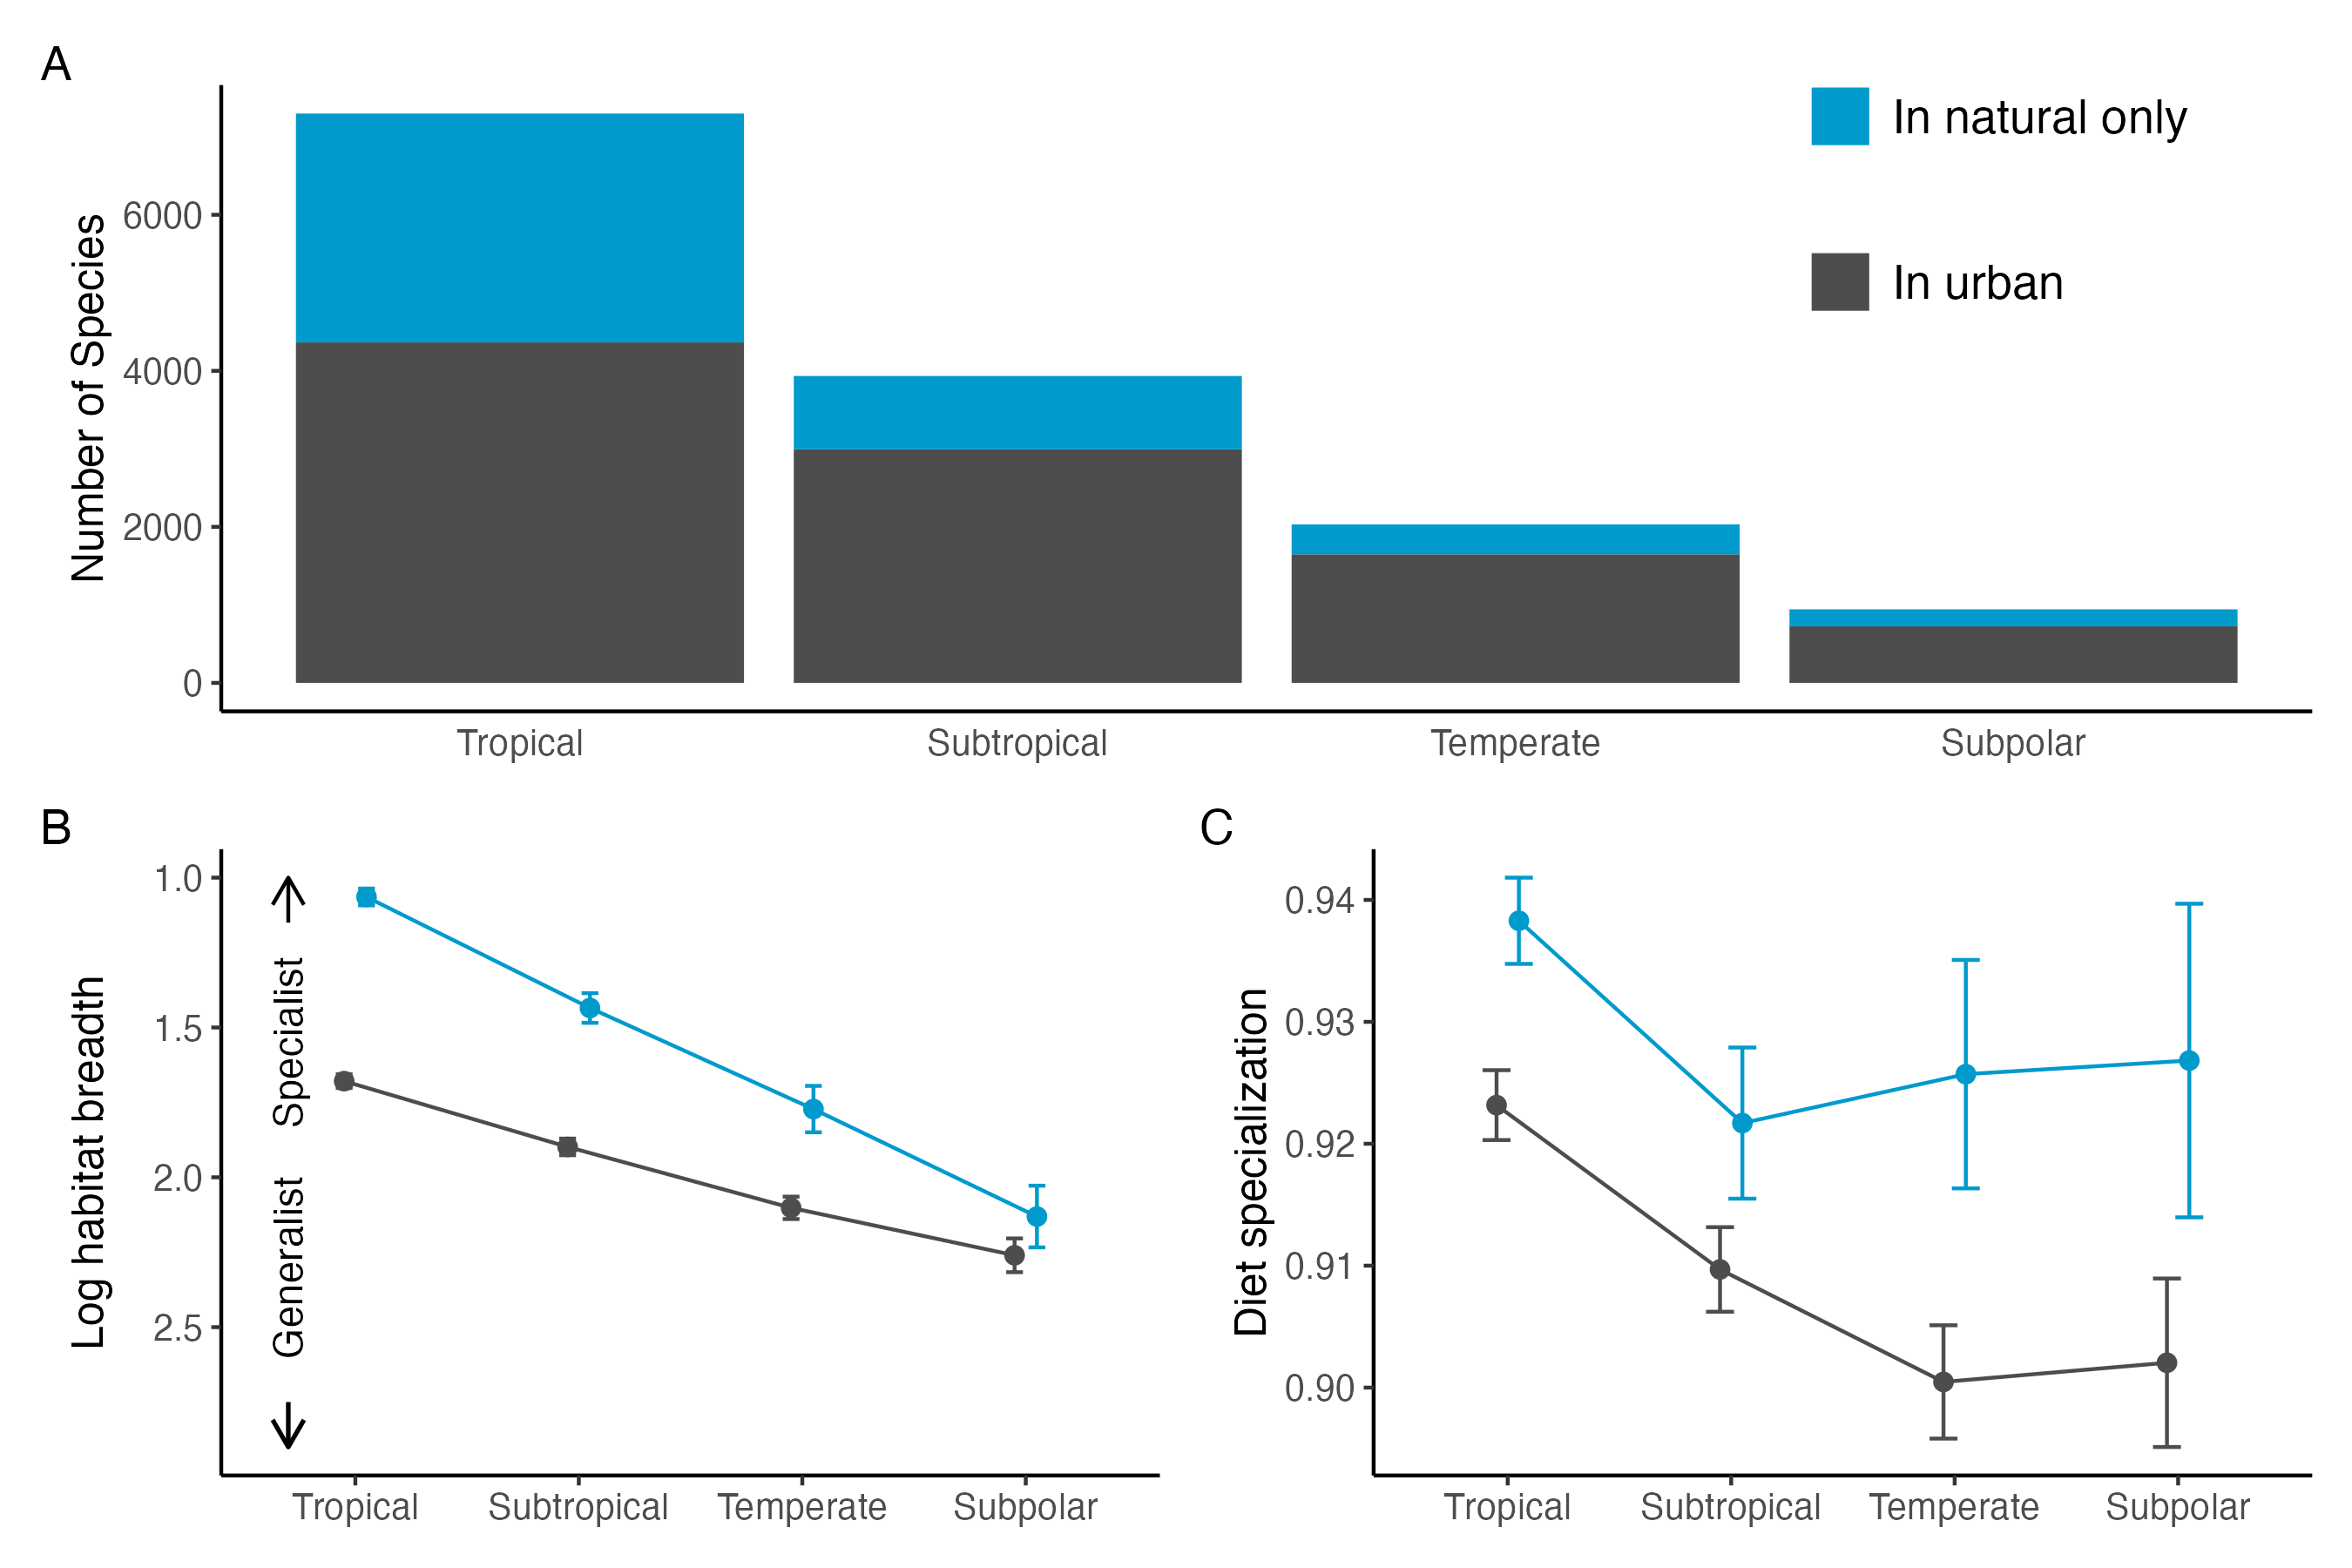 A
In natural only
In urban
Number of Species
6000
4000
2000
0
Tropical
Subtropical
Temperate
Subpolar
B
Log habitat breadth
1.0
1.5
2.0
2.5
Specialist
Generalist
Tropical
Subtropical
Temperate
Subpolar
C
Diet specialization
0.94
0.93
0.92
0.91
0.90
Tropical
Subtropical
Temperate
Subpolar